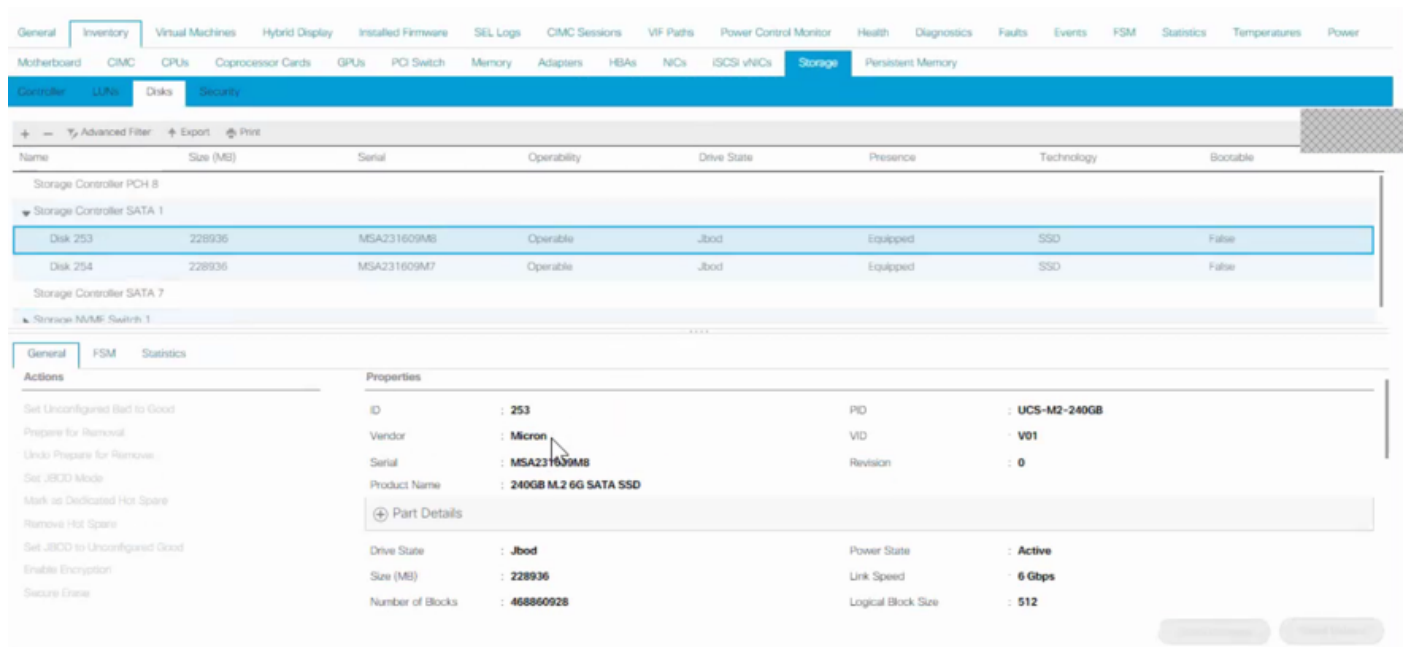 General Inventory Virtual Machines Hybrid Display Installed Firmware SEL Logs CIMC Sessions VIF Paths Power Control Monitor Health Diagnostics Faults Events FSM Statistics Temperatures Power
Motherboard CIMC CPUs Coprocessor Cards GPUs PCI Switch Memory Adapters HBAs NICs iSCSI vNICs Storage Persistent Memory
Controller LUNs Disks Security
+ − Advanced Filter Export Print
Name Size (MB) Serial Operability Drive State Presence Technology Bootable
Storage Controller PCH 8
Storage Controller SATA 1
Disk 253 228936 MSA231609M8 Operable Jbod Equipped SSD False
Disk 254 228936 MSA231609M7 Operable Jbod Equipped SSD False
Storage Controller SATA 7
Storage NVME Switch 1
General FSM Statistics
Actions Properties
Set Unconfigured Bad to Good ID : 253 PID : UCS-M2-240GB
Prepare for Removal Vendor : Micron VID : V01
Undo Prepare for Removal Serial : MSA231609M8 Revision : 0
Set JBOD Mode Product Name : 240GB M.2 6G SATA SSD
Mark as Dedicated Hot Spare
Remove Hot Spare Part Details
Set JBOD to Unconfigured Good Drive State : Jbod Power State : Active
Enable Encryption Size (MB) : 228936 Link Speed : 6 Gbps
Secure Erase Number of Blocks : 468860928 Logical Block Size : 512